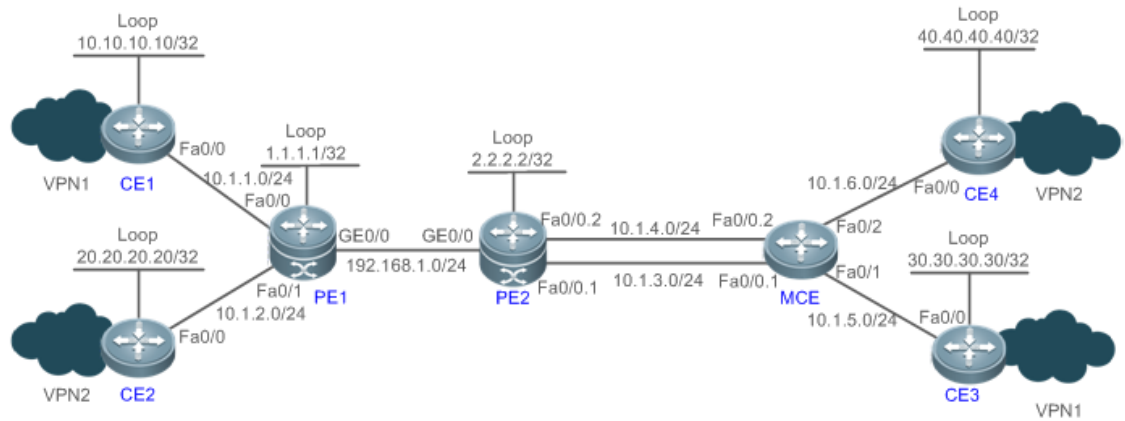 Loop
10.10.10.10/32
Loop
40.40.40.40/32
Fa0/0
VPN1
CE1
10.1.1.0/24
Fa0/0
Loop
1.1.1.1/32
Loop
2.2.2.2/32
10.1.6.0/24
Fa0/0
CE4
VPN2
Loop
20.20.20.20/32
GE0/0
GE0/0
192.168.1.0/24
PE1
Fa0/1
10.1.2.0/24
Fa0/0.2
10.1.4.0/24
Fa0/0.2
Fa0/2
PE2
Fa0/0.1
10.1.3.0/24
Fa0/0.1
MCE
Fa0/1
Loop
30.30.30.30/32
10.1.5.0/24
Fa0/0
Fa0/0
VPN2
CE2
CE3
VPN1